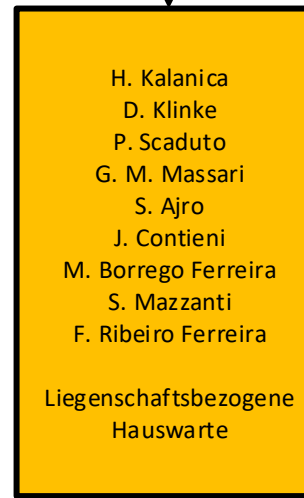 H. Kalanica
D. Klinke
P. Scaduto
G. M. Massari
S. Ajro
J. Contieni
M. Borrego Ferreira
S. Mazzanti
F. Ribeiro Ferreira
Liegenschaftsbezogene
Hauswarte